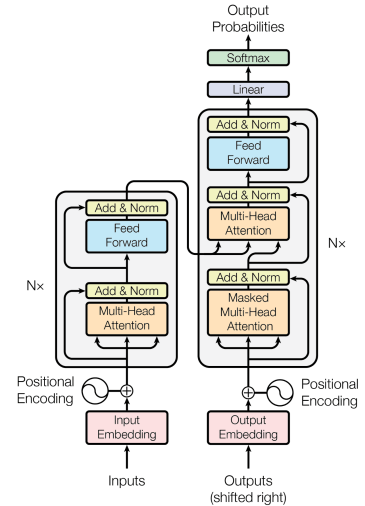 Output
Probabilities
Softmax
Linear
Add & Norm
Feed
Forward
Add & Norm
Multi-Head
Attention
Add & Norm
Masked
Multi-Head
Attention
N×
Add & Norm
Feed
Forward
Add & Norm
Multi-Head
Attention
N×
Positional
Encoding
Positional
Encoding
Input
Embedding
Output
Embedding
Inputs
Outputs
(shifted right)